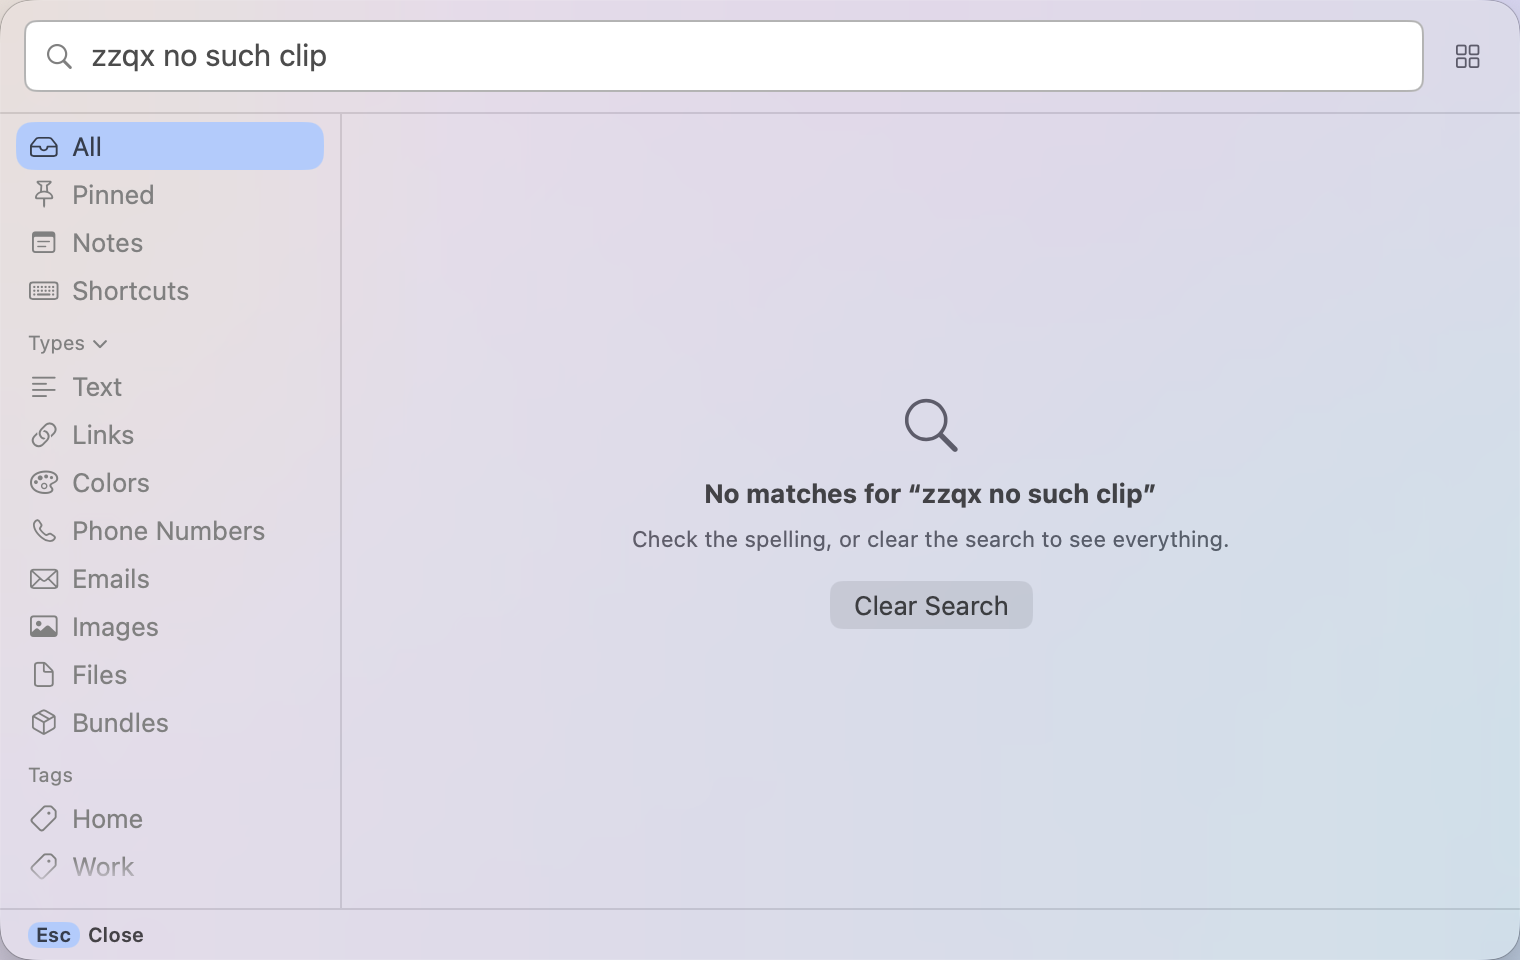 zzqx no such clip
All
Pinned
Notes
Shortcuts
Types
Text
Links
Colors
Phone Numbers
Emails
Images
Files
Bundles
Tags
Home
Work
No matches for “zzqx no such clip”
Check the spelling, or clear the search to see everything.
Clear Search
Esc Close